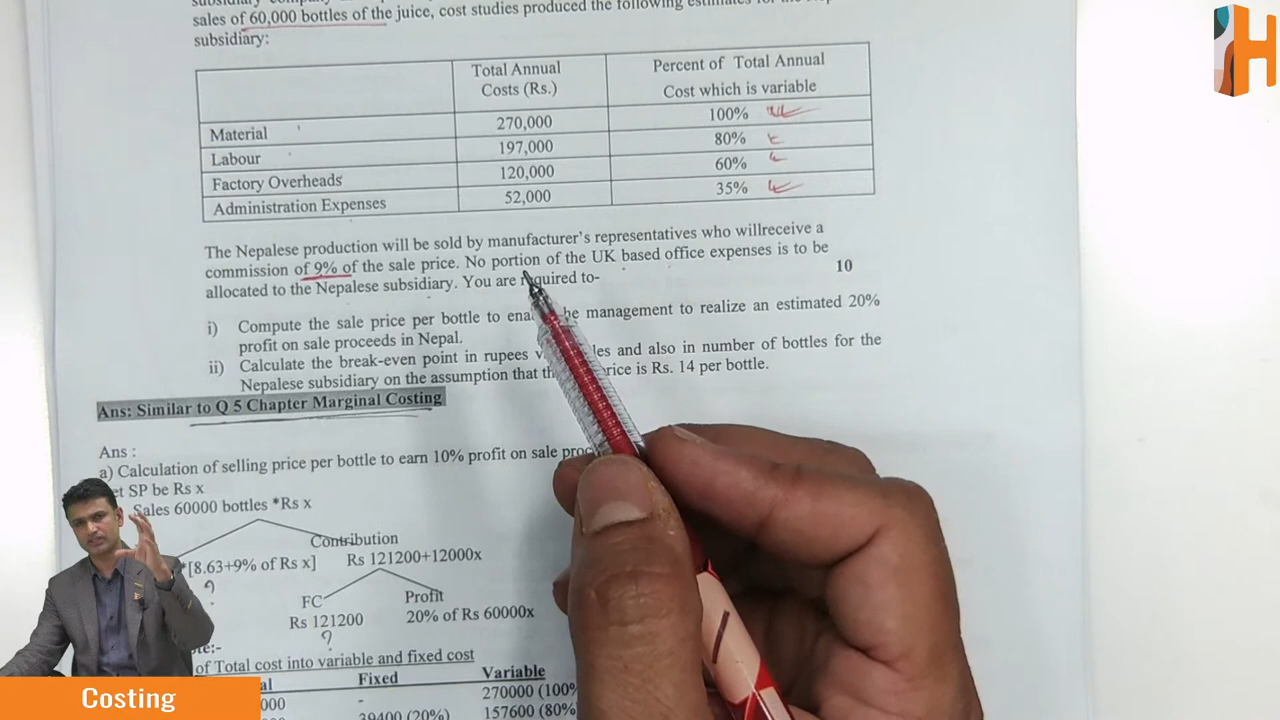 sales of 60,000 bottles of the juice, cost studies produced the following estimates for the
subsidiary:
Total Annual Costs (Rs.) Percent of Total Annual Cost which is variable
Material 270,000 100%
Labour 197,000 80%
Factory Overheads 120,000 60%
Administration Expenses 52,000 35%
The Nepalese production will be sold by manufacturer's representatives who willreceive a
commission of 9% of the sale price. No portion of the UK based office expenses is to be
allocated to the Nepalese subsidiary. You are required to-
10
i) Compute the sale price per bottle to the management to realize an estimated 20%
profit on sale proceeds in Nepal.
ii) Calculate the break-even point in rupees and also in number of bottles for the
Nepalese subsidiary on the assumption that is Rs. 14 per bottle.
Ans: Similar to Q 5 Chapter Marginal Costing
Ans :
a) Calculation of selling price per bottle to earn 10% profit on sale
SP be Rs x
Sales 60000 bottles *Rs x
Contribution
*[8.63+9% of Rs x] Rs 121200+12000x
?
FC Profit
Rs 121200 20% of Rs 60000x
?
of Total cost into variable and fixed cost
Fixed Variable
- 270000 (100%
39400 (20%) 157600 (80%
Costing
H